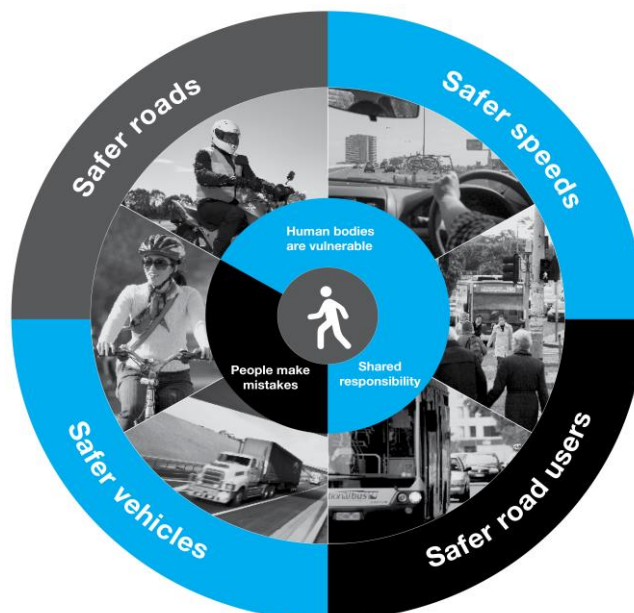 Safer roads
Safer speeds
Human bodies
are vulnerable
People make
mistakes
Shared
responsibility
Safer vehicles
Safer road users